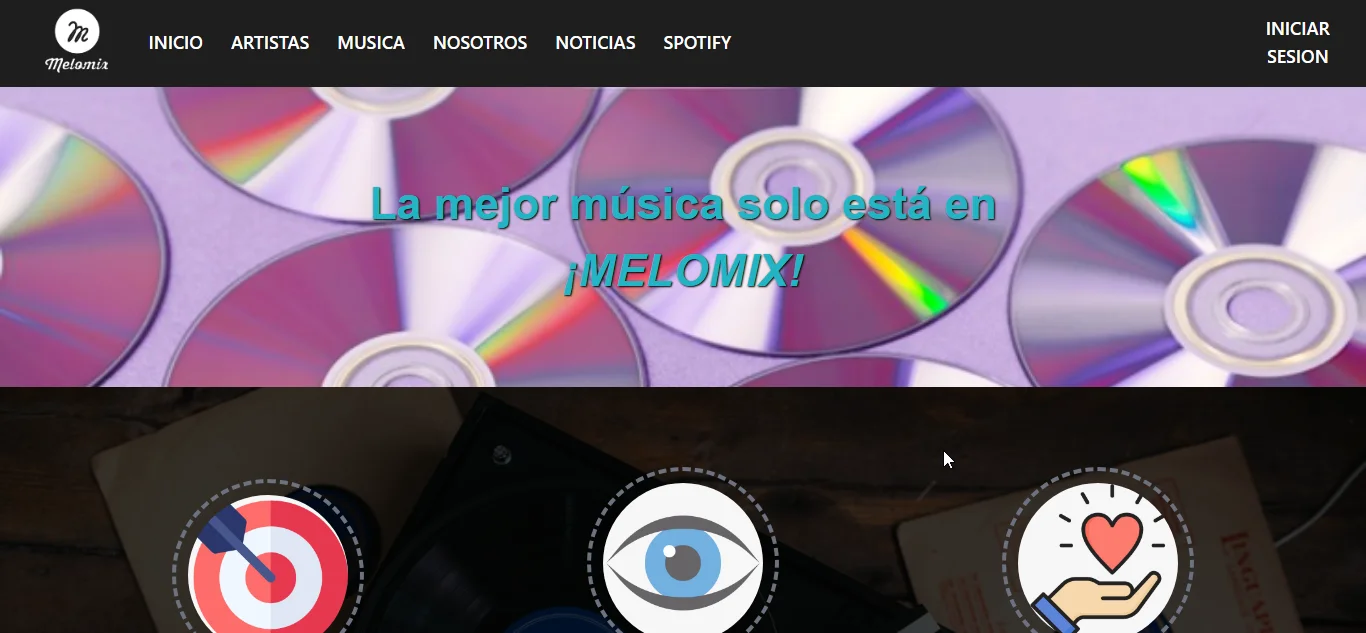 m
Melomix
INICIO ARTISTAS MUSICA NOSOTROS NOTICIAS SPOTIFY
INICIAR
SESION
La mejor música solo está en
¡MELOMIX!